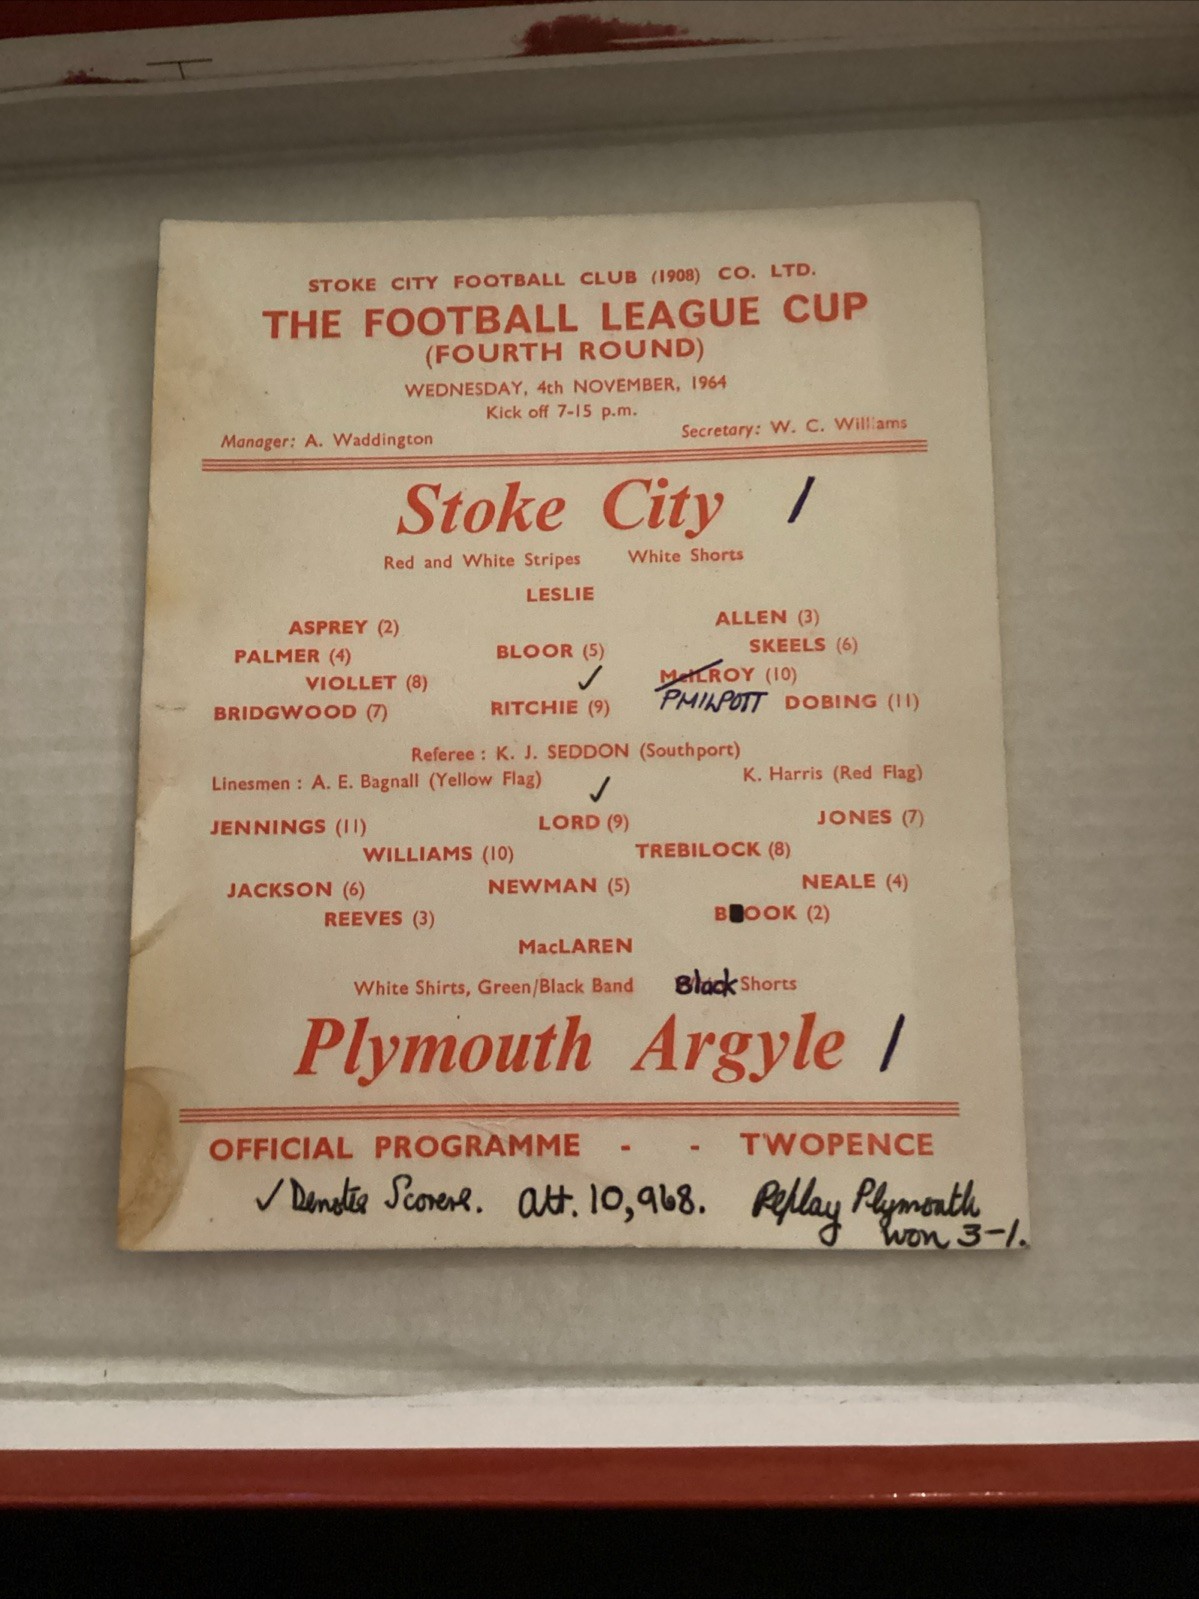 STOKE CITY FOOTBALL CLUB (1908) CO. LTD.
THE FOOTBALL LEAGUE CUP
(FOURTH ROUND)
WEDNESDAY, 4th NOVEMBER, 1964
Kick off 7-15 p.m.
Manager: A. Waddington Secretary: W. C. Williams
Stoke City /
Red and White Stripes White Shorts
LESLIE
ASPREY (2) ALLEN (3)
PALMER (4) BLOOR (5) SKEELS (6)
VIOLLET (8) ✓ McILROY (10)
BRIDGWOOD (7) RITCHIE (9) PHILPOTT DOBING (11)
Referee : K. J. SEDDON (Southport)
Linesmen : A. E. Bagnall (Yellow Flag) ✓ K. Harris (Red Flag)
JENNINGS (11) LORD (9) JONES (7)
WILLIAMS (10) TREBILOCK (8)
JACKSON (6) NEWMAN (5) NEALE (4)
REEVES (3) B█OOK (2)
MacLAREN
White Shirts, Green/Black Band Black Shorts
Plymouth Argyle /
OFFICIAL PROGRAMME - - TWOPENCE
✓ Denotes Scorers. Att. 10,968. Replay Plymouth
won 3-1.